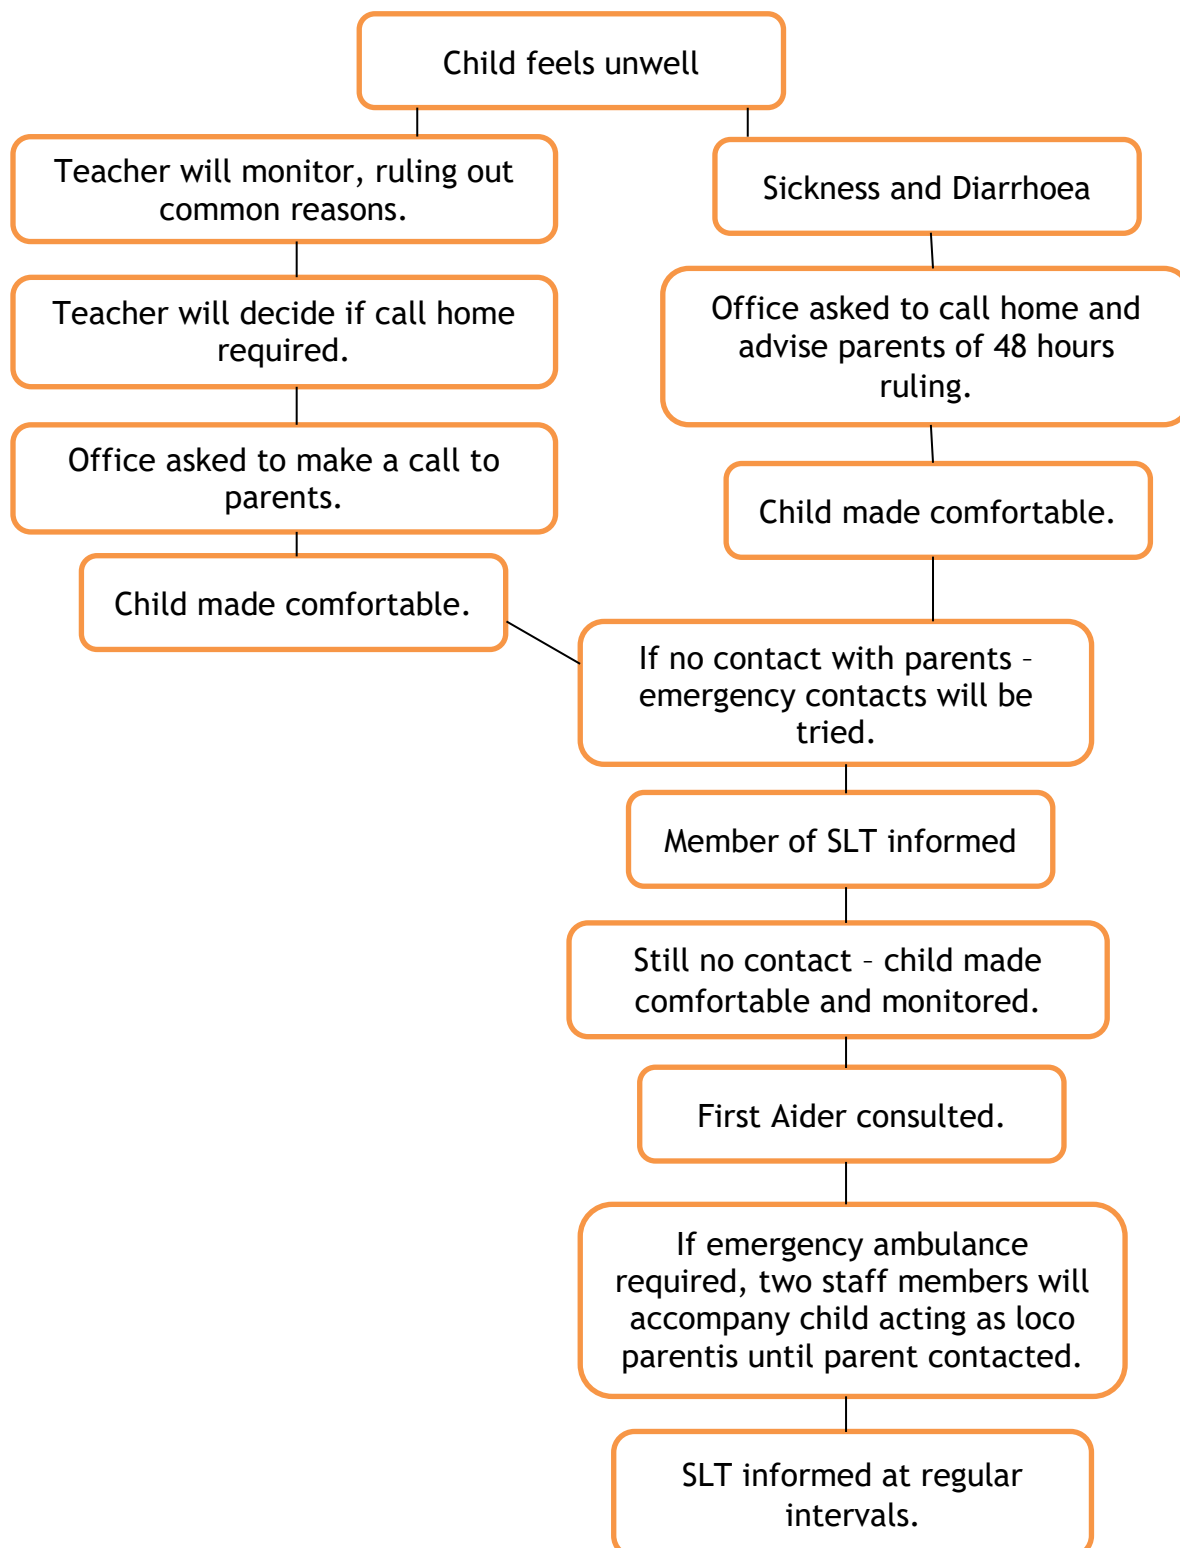 Child feels unwell
Teacher will monitor, ruling out
common reasons.
Teacher will decide if call home
required.
Office asked to make a call to
parents.
Child made comfortable.
Sickness and Diarrhoea
Office asked to call home and
advise parents of 48 hours
ruling.
Child made comfortable.
If no contact with parents –
emergency contacts will be
tried.
Member of SLT informed
Still no contact – child made
comfortable and monitored.
First Aider consulted.
If emergency ambulance
required, two staff members will
accompany child acting as loco
parentis until parent contacted.
SLT informed at regular
intervals.